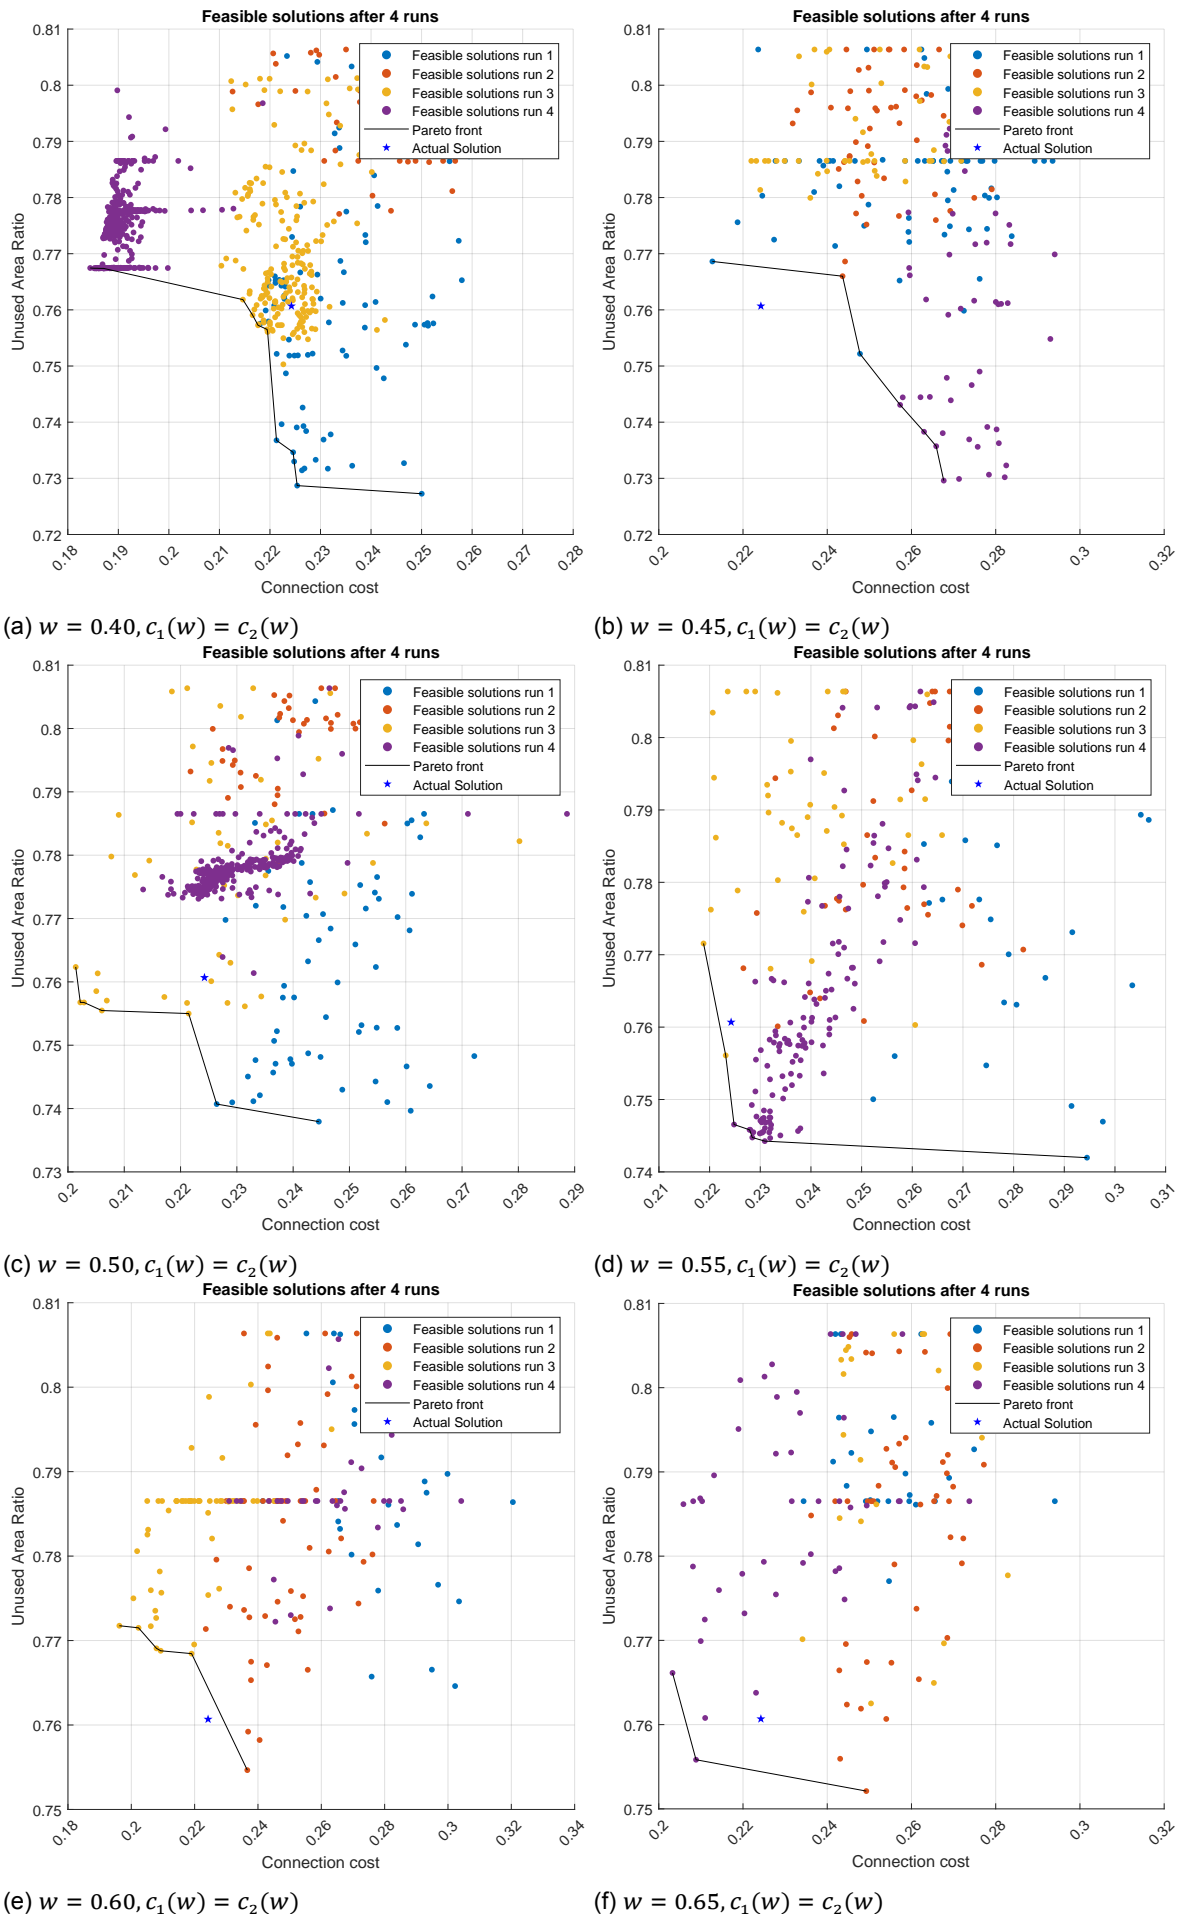 Feasible solutions after 4 runs
0.81
0.8
0.79
0.78
0.77
0.76
0.75
0.74
0.73
0.72
Unused Area Ratio
Feasible solutions run 1
Feasible solutions run 2
Feasible solutions run 3
Feasible solutions run 4
Pareto front
Actual Solution
0.18 0.19 0.2 0.21 0.22 0.23 0.24 0.25 0.26 0.27 0.28
Connection cost
(a) w = 0.40, c₁(w) = c₂(w)
Feasible solutions after 4 runs
0.81
0.8
0.79
0.78
0.77
0.76
0.75
0.74
0.73
0.72
Unused Area Ratio
Feasible solutions run 1
Feasible solutions run 2
Feasible solutions run 3
Feasible solutions run 4
Pareto front
Actual Solution
0.2 0.22 0.24 0.26 0.28 0.3 0.32
Connection cost
(b) w = 0.45, c₁(w) = c₂(w)
Feasible solutions after 4 runs
0.81
0.8
0.79
0.78
0.77
0.76
0.75
0.74
0.73
Unused Area Ratio
Feasible solutions run 1
Feasible solutions run 2
Feasible solutions run 3
Feasible solutions run 4
Pareto front
Actual Solution
0.2 0.21 0.22 0.23 0.24 0.25 0.26 0.27 0.28 0.29
Connection cost
(c) w = 0.50, c₁(w) = c₂(w)
Feasible solutions after 4 runs
0.81
0.8
0.79
0.78
0.77
0.76
0.75
0.74
Unused Area Ratio
Feasible solutions run 1
Feasible solutions run 2
Feasible solutions run 3
Feasible solutions run 4
Pareto front
Actual Solution
0.21 0.22 0.23 0.24 0.25 0.26 0.27 0.28 0.29 0.3 0.31
Connection cost
(d) w = 0.55, c₁(w) = c₂(w)
Feasible solutions after 4 runs
0.81
0.8
0.79
0.78
0.77
0.76
0.75
Unused Area Ratio
Feasible solutions run 1
Feasible solutions run 2
Feasible solutions run 3
Feasible solutions run 4
Pareto front
Actual Solution
0.18 0.2 0.22 0.24 0.26 0.28 0.3 0.32 0.34
Connection cost
(e) w = 0.60, c₁(w) = c₂(w)
Feasible solutions after 4 runs
0.81
0.8
0.79
0.78
0.77
0.76
0.75
Unused Area Ratio
Feasible solutions run 1
Feasible solutions run 2
Feasible solutions run 3
Feasible solutions run 4
Pareto front
Actual Solution
0.2 0.22 0.24 0.26 0.28 0.3 0.32
Connection cost
(f) w = 0.65, c₁(w) = c₂(w)